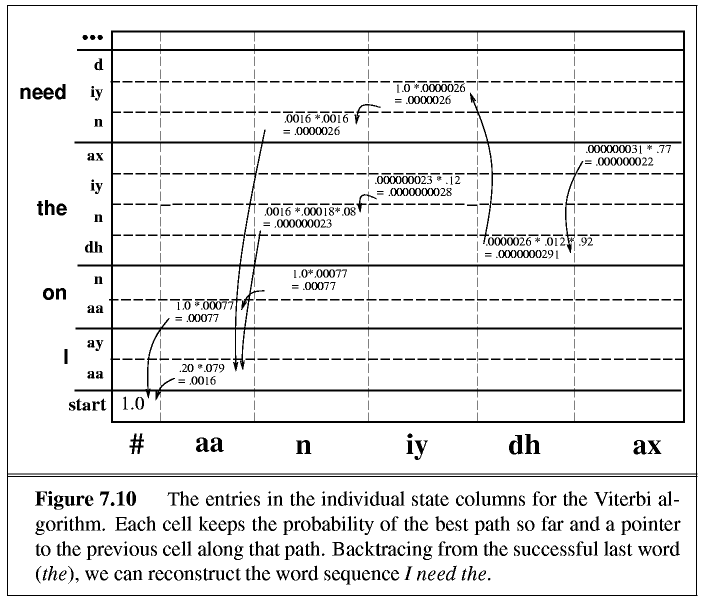 ...
d
need iy 1.0 *.0000026
= .0000026
n .0016 *.0016
= .0000026
ax .000000031 * .77
= .000000022
iy .000000023 * .12
= .0000000028
the
n .0016 *.00018*.08
= .000000023
dh .0000026 * .012 * .92
= .0000000291
n 1.0*.00077
= .00077
on
aa 1.0 *.00077
= .00077
ay
I
aa .20 *.079
= .0016
start 1.0
# aa n iy dh ax
Figure 7.10 The entries in the individual state columns for the Viterbi al-
gorithm. Each cell keeps the probability of the best path so far and a pointer
to the previous cell along that path. Backtracing from the successful last word
(the), we can reconstruct the word sequence I need the.